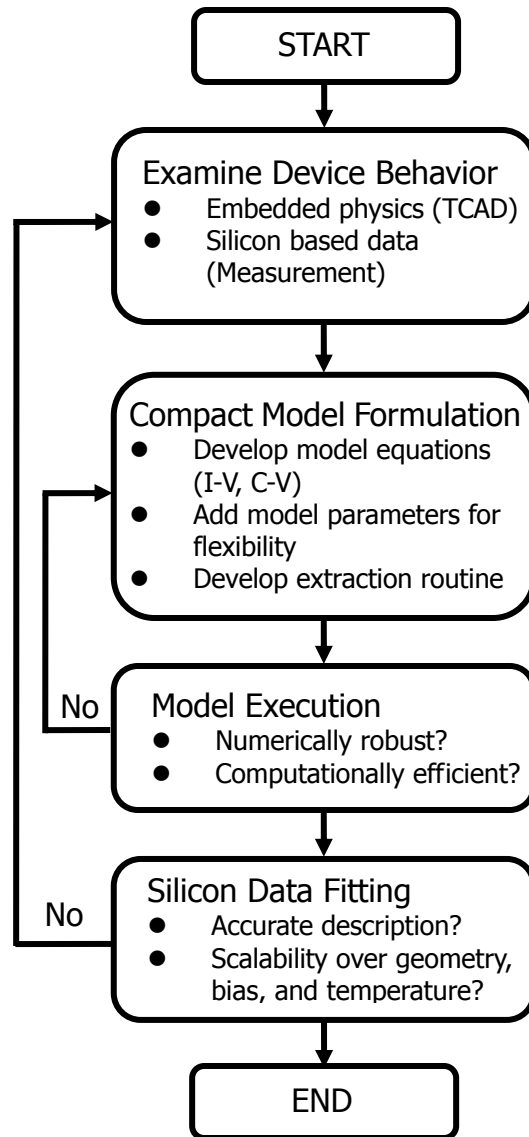 START
Examine Device Behavior
● Embedded physics (TCAD)
● Silicon based data
(Measurement)
Compact Model Formulation
● Develop model equations
(I-V, C-V)
● Add model parameters for
flexibility
● Develop extraction routine
No
Model Execution
● Numerically robust?
● Computationally efficient?
No
Silicon Data Fitting
● Accurate description?
● Scalability over geometry,
bias, and temperature?
END